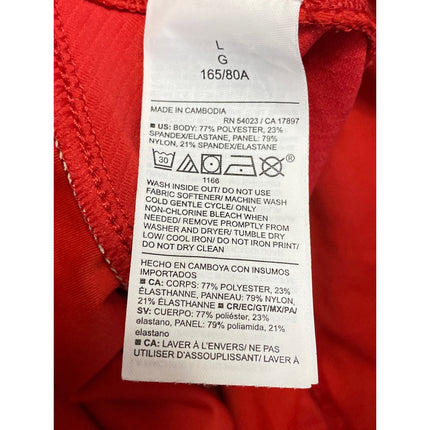 L
G
165/80A
MADE IN CAMBODIA
RN 54023 / CA 17897
■ US: BODY: 77% POLYESTER, 23%
SPANDEX/ELASTANE, PANEL: 79%
NYLON, 21% SPANDEX/ELASTANE
30
1166
WASH INSIDE OUT/ DO NOT USE
FABRIC SOFTENER/ MACHINE WASH
COLD GENTLE CYCLE/ ONLY
NON-CHLORINE BLEACH WHEN
NEEDED/ REMOVE PROMPTLY FROM
WASHER AND DRYER/ TUMBLE DRY
LOW/ COOL IRON/ DO NOT IRON PRINT/
DO NOT DRY CLEAN
HECHO EN CAMBOYA CON INSUMOS
IMPORTADOS
■ CA: CORPS: 77% POLYESTER, 23%
ÉLASTHANNE, PANNEAU: 79% NYLON,
21% ÉLASTHANNE ■ CR/EC/GT/MX/PA/
SV: CUERPO: 77% poliéster, 23%
elastano, PANEL: 79% poliamida, 21%
elastano
■ CA: LAVER À L'ENVERS/ NE PAS
UTILISER D'ASSOUPLISSANT/ LAVER À